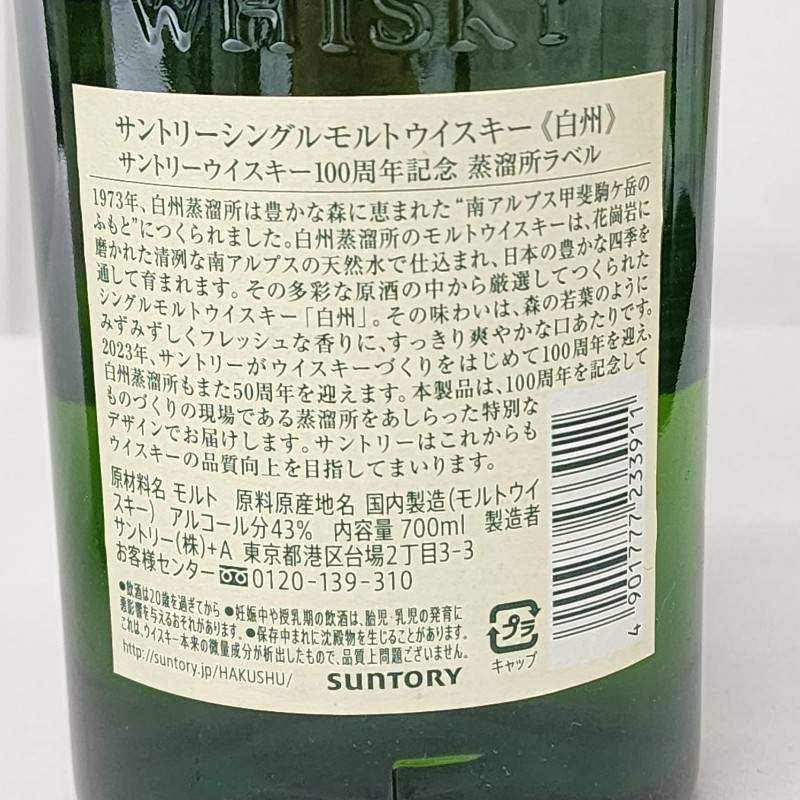 WHISKY
サントリーシングルモルトウイスキー《白州》
サントリーウイスキー100周年記念 蒸溜所ラベル
1973年、白州蒸溜所は豊かな森に恵まれた“南アルプス甲斐駒ケ岳の
ふもと”につくられました。白州蒸溜所のモルトウイスキーは、花崗岩に
磨かれた清冽な南アルプスの天然水で仕込まれ、日本の豊かな四季を
通して育まれます。その多彩な原酒の中から厳選してつくられた
シングルモルトウイスキー「白州」。その味わいは、森の若葉のように
みずみずしくフレッシュな香りに、すっきり爽やかな口あたりです。
2023年、サントリーがウイスキーづくりをはじめて100周年を迎え、
白州蒸溜所もまた50周年を迎えます。本製品は、100周年を記念して
ものづくりの現場である蒸溜所をあしらった特別な
デザインでお届けします。サントリーはこれからも
ウイスキーの品質向上を目指してまいります。
原材料名 モルト 原料原産地名 国内製造(モルトウイ
スキー) アルコール分43% 内容量 700ml 製造者
サントリー(株)+A 東京都港区台場2丁目3-3
お客様センター 0120-139-310
●飲酒は20歳を過ぎてから ●妊娠中や授乳期の飲酒は、胎児・乳児の発育に
悪影響を与えるおそれがあります。 ●保存中まれに沈殿物を生じることがあります。
これは、ウイスキー本来の微量成分が析出したもので、品質上問題ございません。
http://suntory.jp/HAKUSHU/ SUNTORY
プラ
キャップ
4 901777 233911